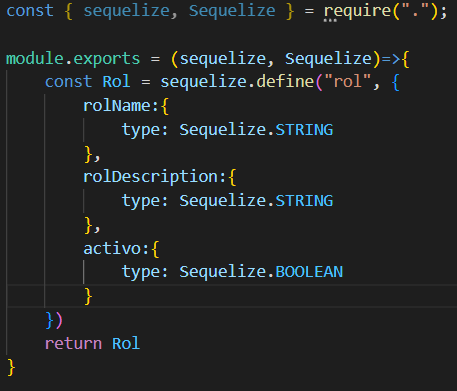 const { sequelize, Sequelize } = require(".");
module.exports = (sequelize, Sequelize)=>{
    const Rol = sequelize.define("rol", {
        rolName:{
            type: Sequelize.STRING
        },
        rolDescription:{
            type: Sequelize.STRING
        },
        activo:{
            type: Sequelize.BOOLEAN
        }
    })
    return Rol
}